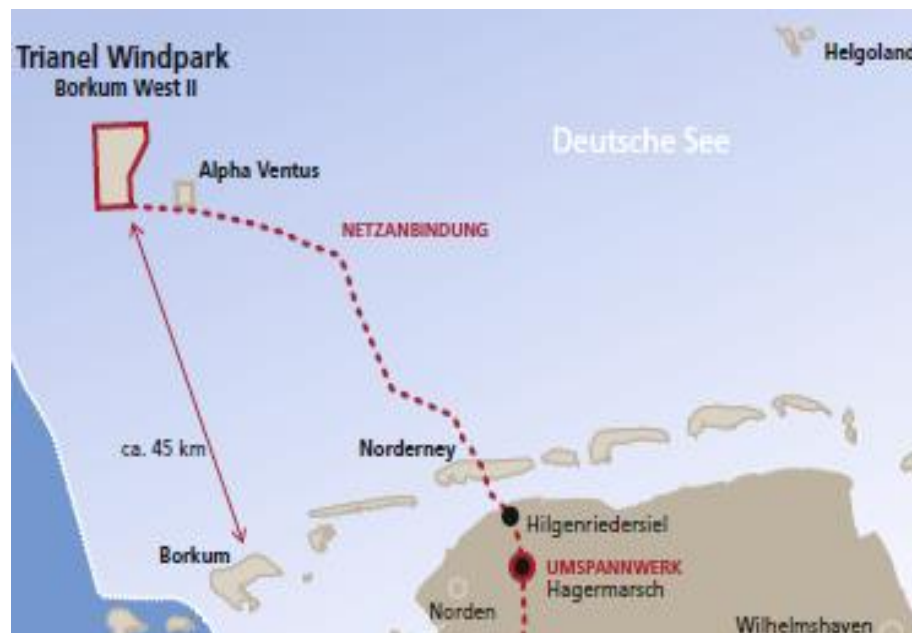 Trianel Windpark
Borkum West II
Helgoland
Deutsche See
Alpha Ventus
NETZANBINDUNG
ca. 45 km
Norderney
Hilgenriedersiel
Borkum
UMSPANNWERK
Hagermarsch
Norden
Wilhelmshaven